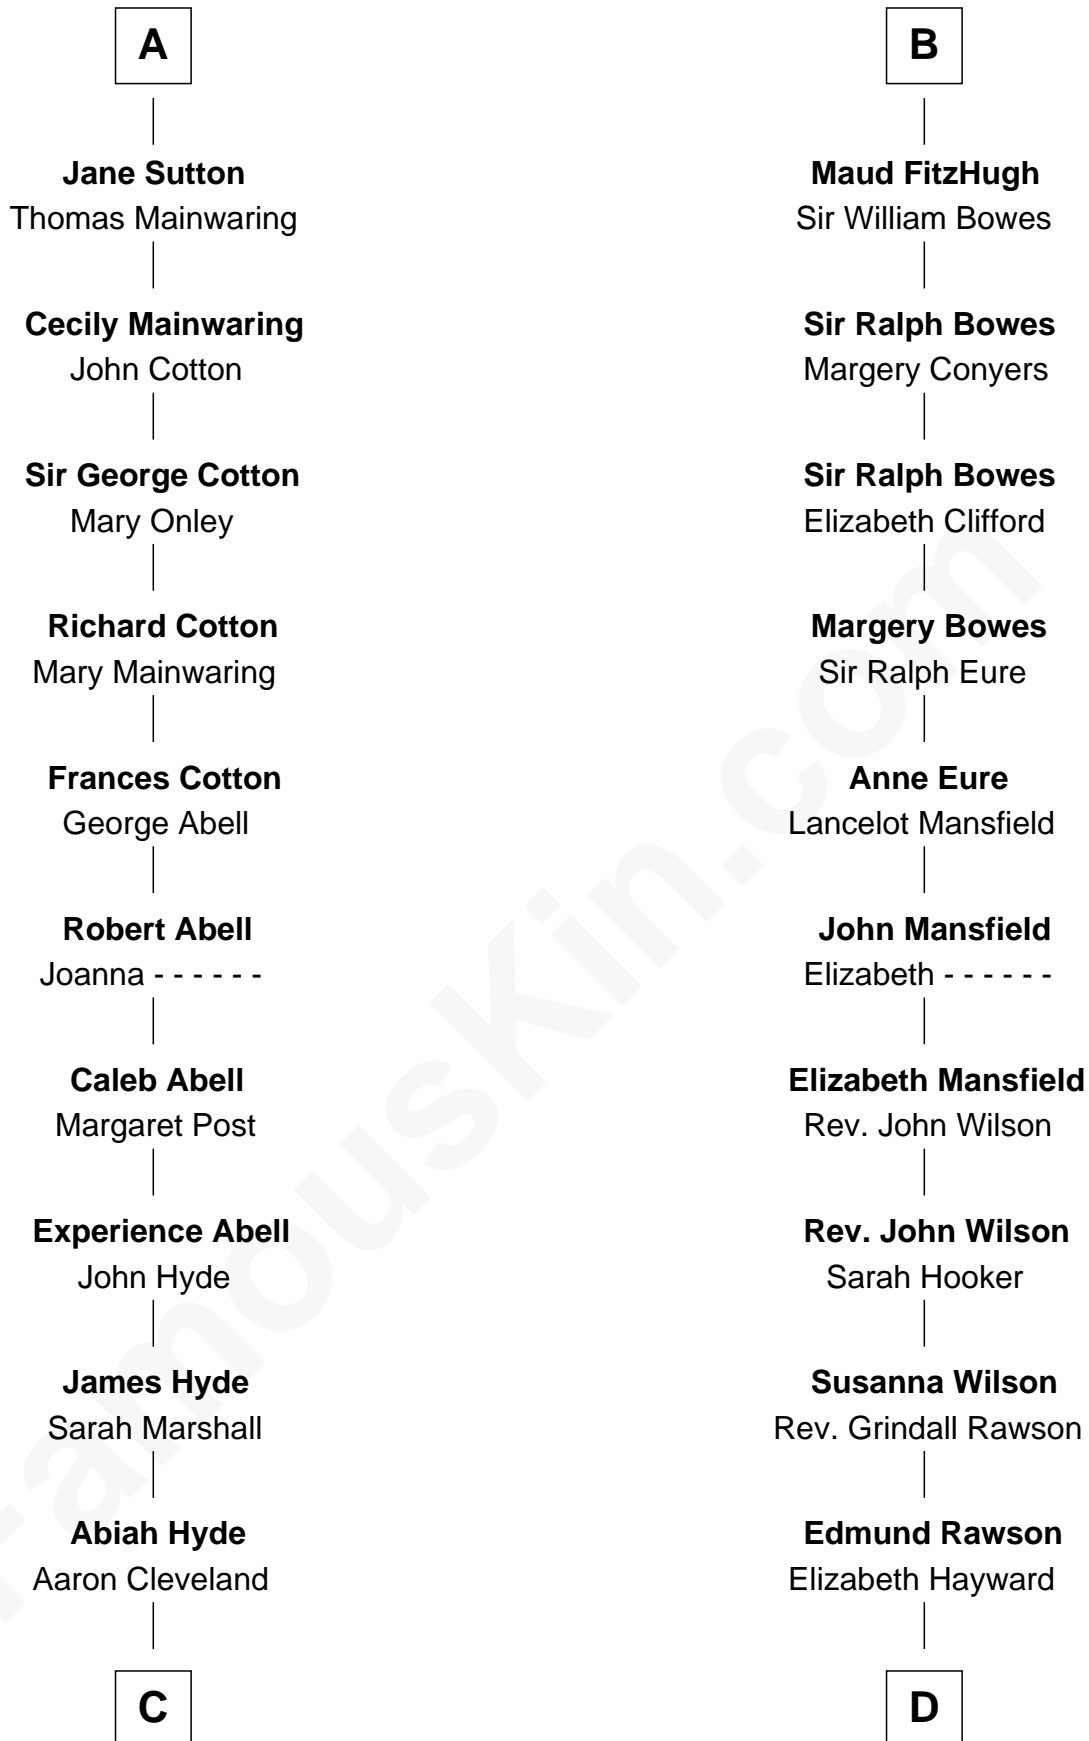 A
Jane Sutton
Thomas Mainwaring
Cecily Mainwaring
John Cotton
Sir George Cotton
Mary Onley
Richard Cotton
Mary Mainwaring
Frances Cotton
George Abell
Robert Abell
Joanna - - - - - -
Caleb Abell
Margaret Post
Experience Abell
John Hyde
James Hyde
Sarah Marshall
Abiah Hyde
Aaron Cleveland
C
B
Maud FitzHugh
Sir William Bowes
Sir Ralph Bowes
Margery Conyers
Sir Ralph Bowes
Elizabeth Clifford
Margery Bowes
Sir Ralph Eure
Anne Eure
Lancelot Mansfield
John Mansfield
Elizabeth - - - - - -
Elizabeth Mansfield
Rev. John Wilson
Rev. John Wilson
Sarah Hooker
Susanna Wilson
Rev. Grindall Rawson
Edmund Rawson
Elizabeth Hayward
D
FamousKin.com